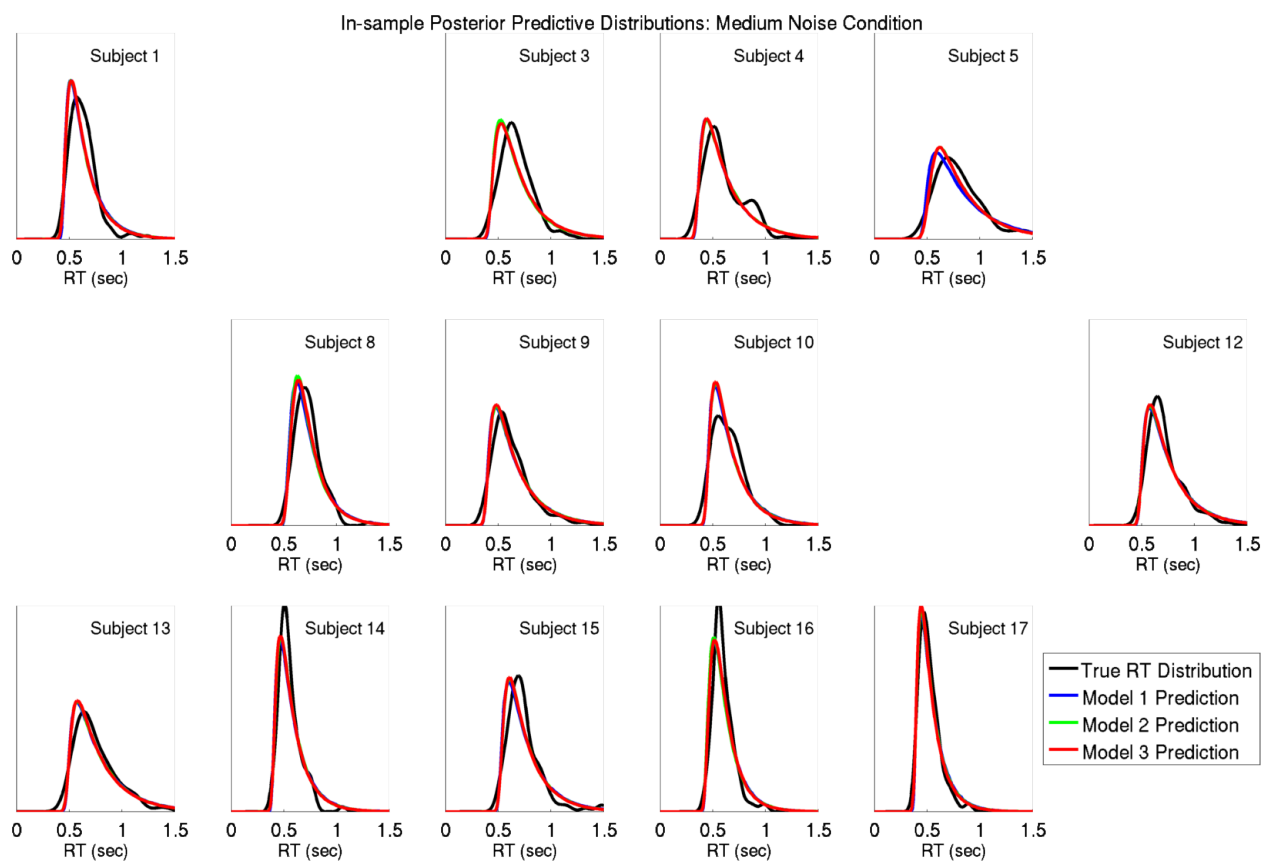 In-sample Posterior Predictive Distributions: Medium Noise Condition
Subject 1
Subject 3
Subject 4
Subject 5
0 0.5 1 1.5
0 0.5 1 1.5
0 0.5 1 1.5
0 0.5 1 1.5
RT (sec)
RT (sec)
RT (sec)
RT (sec)
Subject 8
Subject 9
Subject 10
Subject 12
0 0.5 1 1.5
0 0.5 1 1.5
0 0.5 1 1.5
0 0.5 1 1.5
RT (sec)
RT (sec)
RT (sec)
RT (sec)
Subject 13
Subject 14
Subject 15
Subject 16
Subject 17
0 0.5 1 1.5
0 0.5 1 1.5
0 0.5 1 1.5
0 0.5 1 1.5
0 0.5 1 1.5
RT (sec)
RT (sec)
RT (sec)
RT (sec)
RT (sec)
True RT Distribution
Model 1 Prediction
Model 2 Prediction
Model 3 Prediction